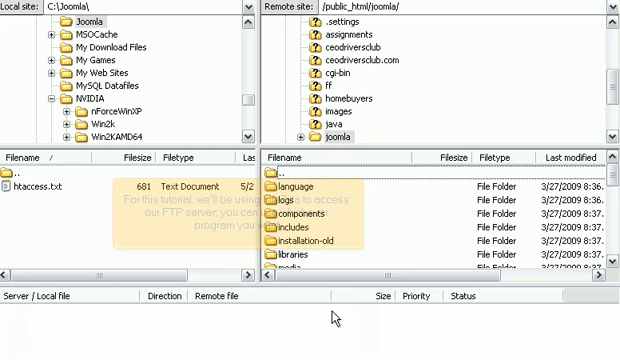 Local site: C:\Joomla\
Remote site: /public_html/joomla/
Joomla
MSOCache
My Download Files
My Games
My Web Sites
MySQL Datafiles
NVIDIA
nForceWinXP
Win2k
Win2KAMD64
.settings
assignments
ceodriversclub
ceodriversclub.com
cgi-bin
ff
homebuyers
images
java
joomla
Filename / Filesize Filetype Las
..
htaccess.txt 681 Text Document 5/2
Filename Filesize Filetype Last modified
..
language File Folder 3/27/2009 8:36.
logs File Folder 3/27/2009 8:36.
components File Folder 3/27/2009 8:37.
includes File Folder 3/27/2009 8:37.
installation-old File Folder 3/27/2009 8:37.
libraries File Folder 3/27/2009 8:37.
media File Folder 3/27/2009 8:37.
For this tutorial, we'll be using to access
our FTP server, you can
program you
Server / Local file Direction Remote file Size Priority Status